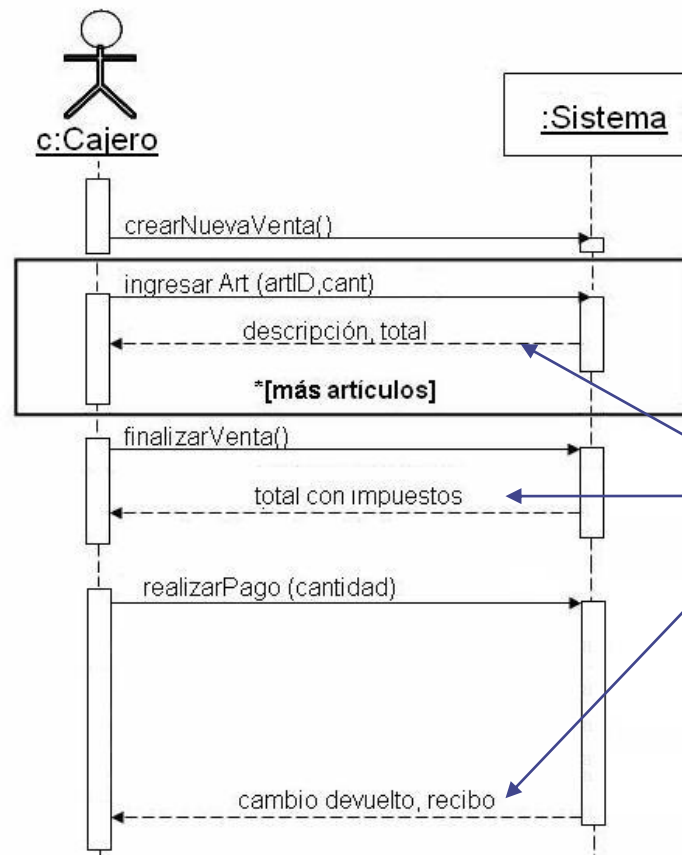 c:Cajero
:Sistema
crearNuevaVenta()
ingresar Art (artID,cant)
descripción, total
*[más artículos]
finalizarVenta()
total con impuestos
realizarPago (cantidad)
cambio devuelto, recibo